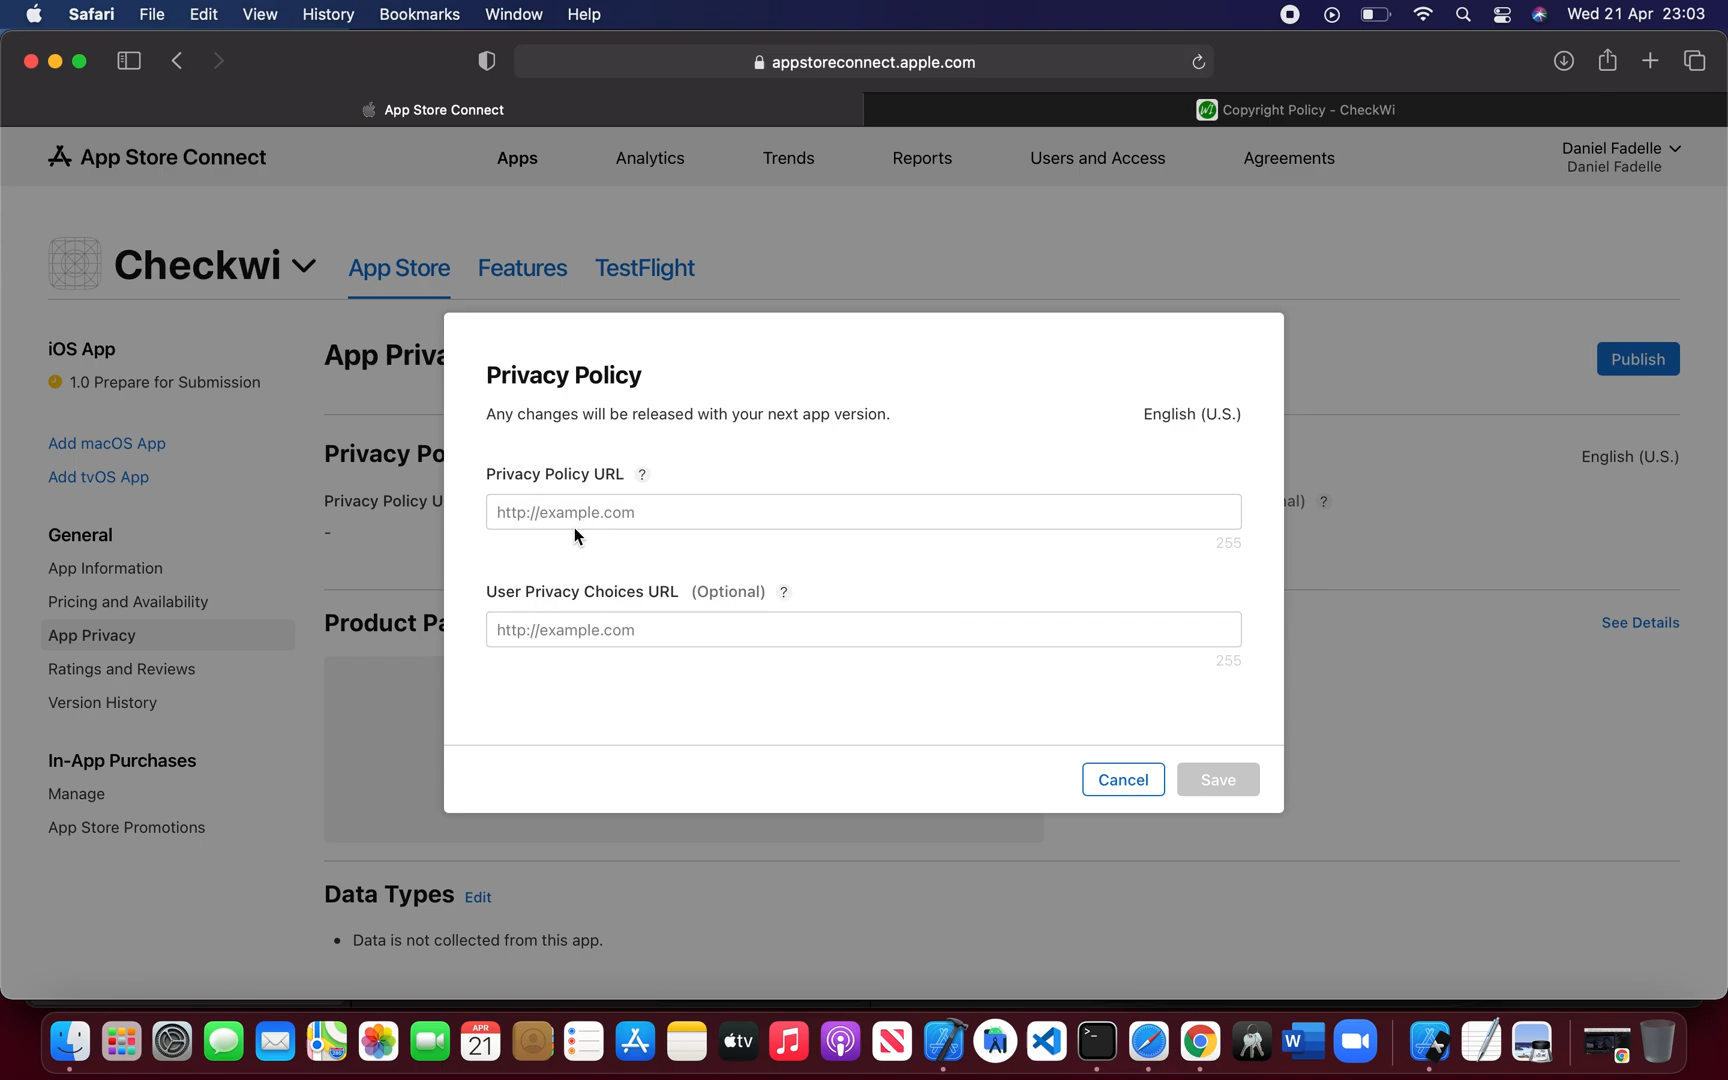 Safari File Edit View History Bookmarks Window Help Wed 21 Apr 23:03
appstoreconnect.apple.com
App Store Connect
Copyright Policy - CheckWi
App Store Connect Apps Analytics Trends Reports Users and Access Agreements Daniel Fadelle
Daniel Fadelle
Checkwi App Store Features TestFlight
iOS App
1.0 Prepare for Submission
Add macOS App
Add tvOS App
General
App Information
Pricing and Availability
App Privacy
Ratings and Reviews
Version History
In-App Purchases
Manage
App Store Promotions
App Priva
Publish
Privacy Po
English (U.S.)
Privacy Policy U
nal) ?
-
Product Pa
See Details
Privacy Policy
Any changes will be released with your next app version. English (U.S.)
Privacy Policy URL ?
http://example.com
255
User Privacy Choices URL (Optional) ?
http://example.com
255
Cancel Save
Data Types Edit
• Data is not collected from this app.
APR
21
tv
W